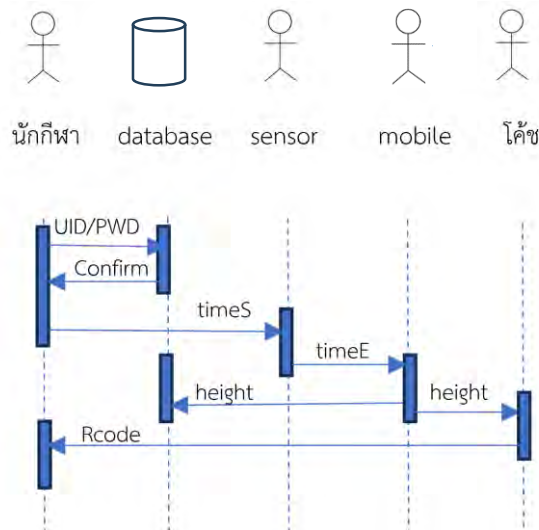 นักกีฬา database sensor mobile โค้ช
UID/PWD
Confirm
timeS
timeE
height height
Rcode